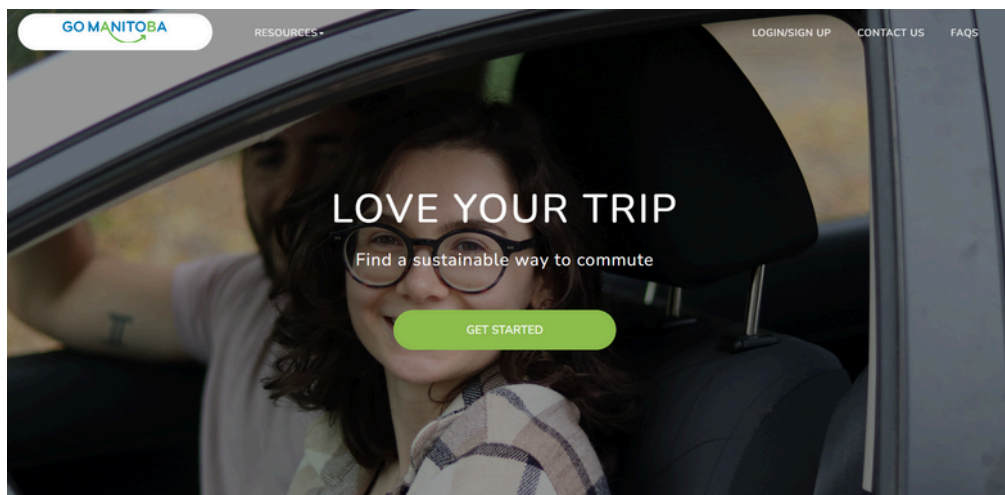 GO MANITOBA
RESOURCES
LOGIN/SIGN UP
CONTACT US
FAQS
LOVE YOUR TRIP
Find a sustainable way to commute
GET STARTED